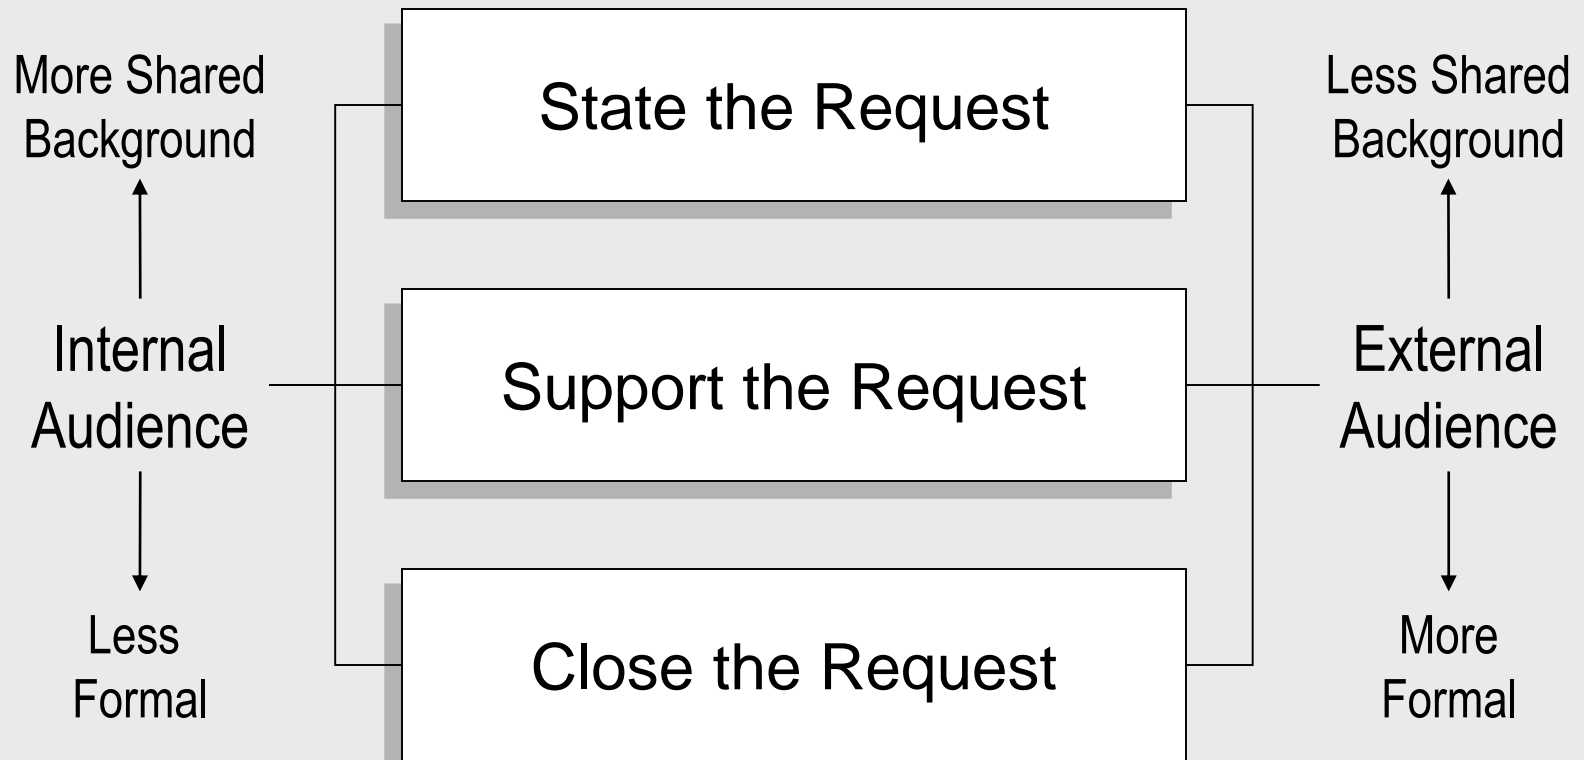 More Shared
Background
Internal
Audience
Less
Formal
State the Request
Support the Request
Close the Request
Less Shared
Background
External
Audience
More
Formal